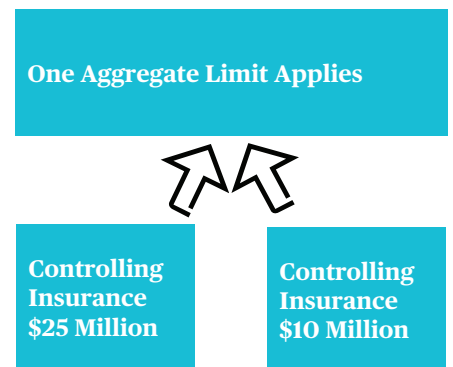 One Aggregate Limit Applies
Controlling
Insurance
$25 Million
Controlling
Insurance
$10 Million